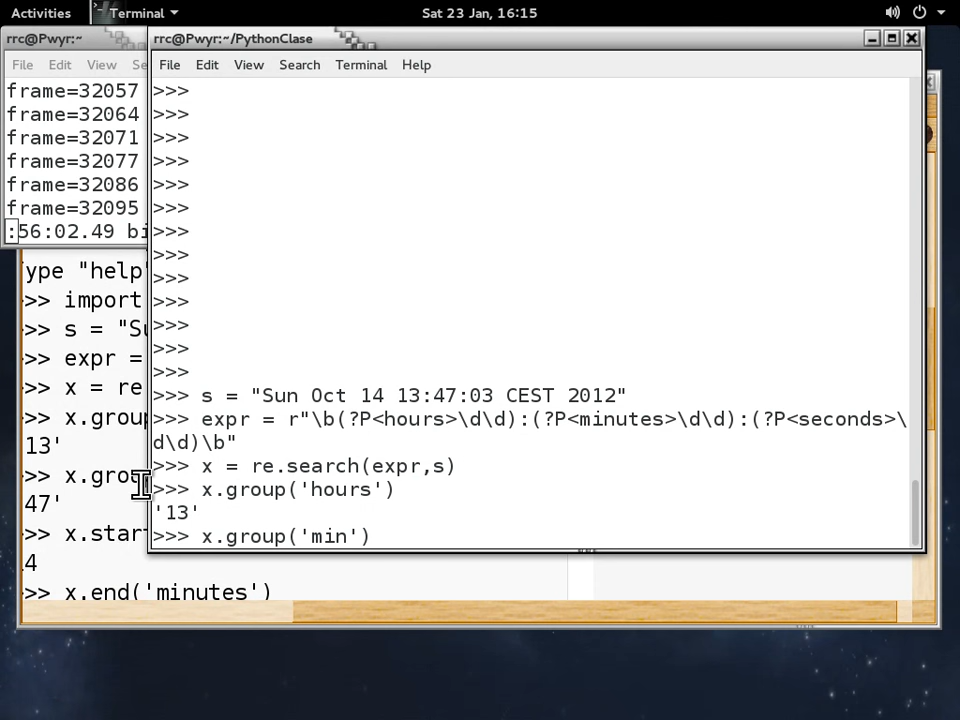 Activities
Terminal
Sat 23 Jan, 16:15
rrc@Pwyr:~
File Edit View Se
frame=32057
frame=32064
frame=32071
frame=32077
frame=32086
frame=32095
:56:02.49 bi
rrc@Pwyr:~/PythonClase
File Edit View Search Terminal Help
>>>
>>>
>>>
>>>
>>>
>>>
>>>
>>>
>>>
>>>
>>>
>>>
>>>
>>> s = "Sun Oct 14 13:47:03 CEST 2012"
>>> expr = r"\b(?P<hours>\d\d):(?P<minutes>\d\d):(?P<seconds>\
d\d)\b"
>>> x = re.search(expr,s)
>>> x.group('hours')
'13'
>>> x.group('min')
ype "help"
>> import
>> s = "Su
>> expr =
>> x = re
>> x.group
13'
>> x.grou
47'
>> x.start
4
>> x.end('minutes')